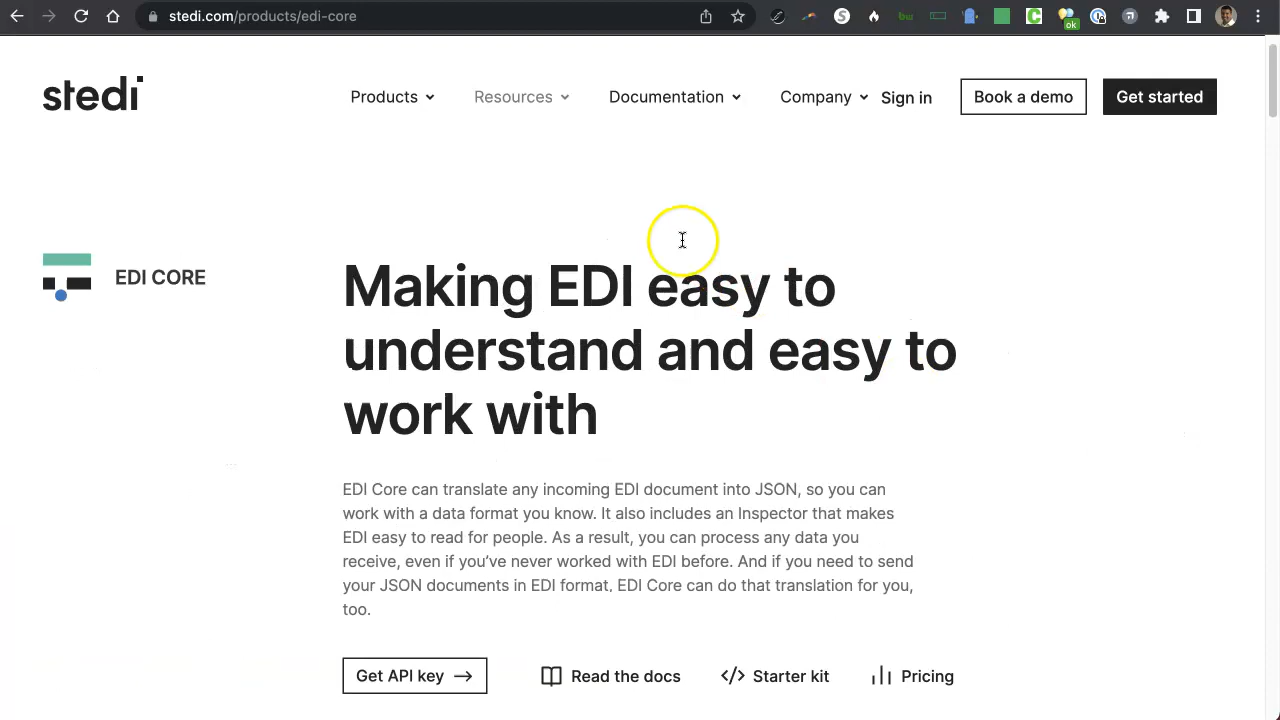 stedi.com/products/edi-core
ok
stedi
Products
Resources
Documentation
Company
Sign in
Book a demo
Get started
EDI CORE
Making EDI easy to
understand and easy to
work with
EDI Core can translate any incoming EDI document into JSON, so you can
work with a data format you know. It also includes an Inspector that makes
EDI easy to read for people. As a result, you can process any data you
receive, even if you’ve never worked with EDI before. And if you need to send
your JSON documents in EDI format, EDI Core can do that translation for you,
too.
Get API key
Read the docs
Starter kit
Pricing